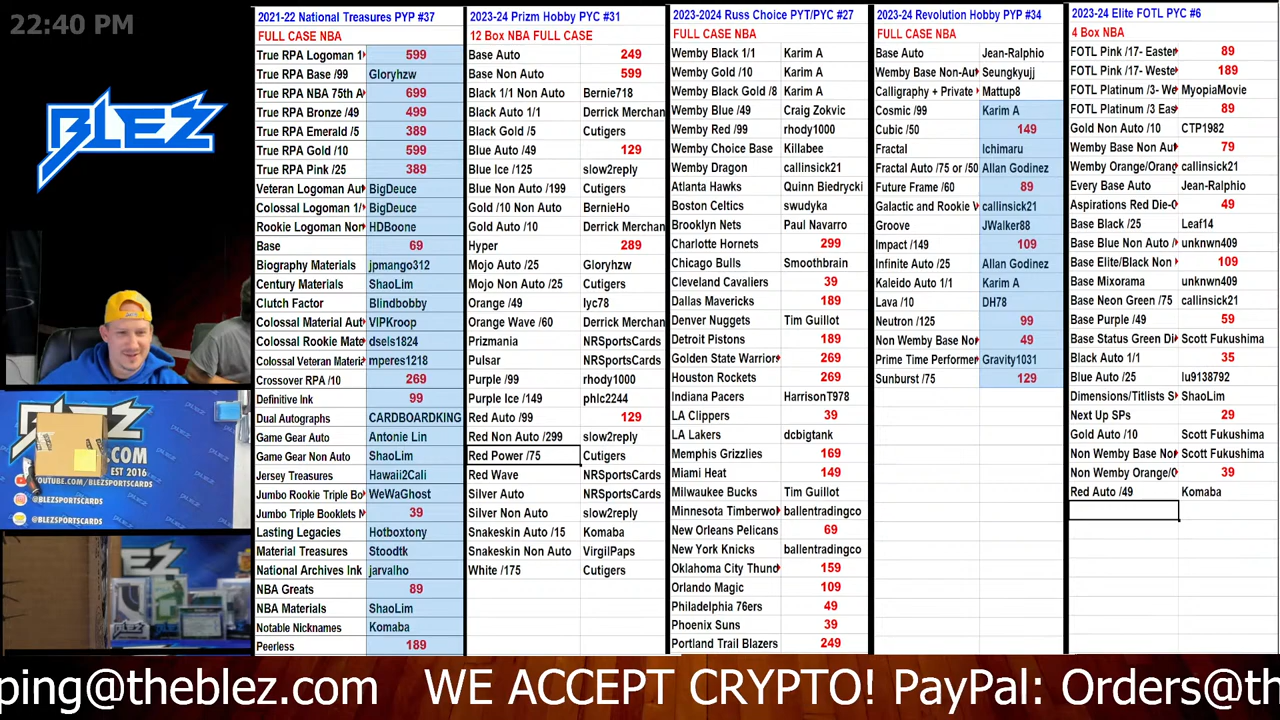 22:40 PM
BLEZ
2021-22 National Treasures PYP #37
FULL CASE NBA
True RPA Logoman 1 599
True RPA Base /99 Gloryhzw
True RPA NBA 75th A 699
True RPA Bronze /49 499
True RPA Emerald /5 389
True RPA Gold /10 599
True RPA Pink /25 389
Veteran Logoman Au BigDeuce
Colossal Logoman 1/ BigDeuce
Rookie Logoman Non HDBoone
Base 69
Biography Materials jpmango312
Century Materials ShaoLim
Clutch Factor Blindbobby
Colossal Material Aut VIPKroop
Colossal Rookie Mate dsels1824
Colossal Veteran Materi mperes1218
Crossover RPA /10 269
Definitive Ink 99
Dual Autographs CARDBOARDKING
Game Gear Auto Antonie Lin
Game Gear Non Auto ShaoLim
Jersey Treasures Hawaii2Cali
Jumbo Rookie Triple Bo WeWaGhost
Jumbo Triple Booklets N 39
Lasting Legacies Hotboxtony
Material Treasures Stoodtk
National Archives Ink jarvalho
NBA Greats 89
NBA Materials ShaoLim
Notable Nicknames Komaba
Peerless 189
2023-24 Prizm Hobby PYC #31
12 Box NBA FULL CASE
Base Auto 249
Base Non Auto 599
Black 1/1 Non Auto Bernie718
Black Auto 1/1 Derrick Merchan
Black Gold /5 Cutigers
Blue Auto /49 129
Blue Ice /125 slow2reply
Blue Non Auto /199 Cutigers
Gold /10 Non Auto BernieHo
Gold Auto /10 Derrick Merchan
Hyper 289
Mojo Auto /25 Gloryhzw
Mojo Non Auto /25 Cutigers
Orange /49 lyc78
Orange Wave /60 Derrick Merchan
Prizmania NRSportsCards
Pulsar NRSportsCards
Purple /99 rhody1000
Purple Ice /149 phlc2244
Red Auto /99 129
Red Non Auto /299 slow2reply
Red Power /75 Cutigers
Red Wave NRSportsCards
Silver Auto NRSportsCards
Silver Non Auto slow2reply
Snakeskin Auto /15 Komaba
Snakeskin Non Auto VirgilPaps
White /175 Cutigers
2023-2024 Russ Choice PYT/PYC #27
FULL CASE NBA
Wemby Black 1/1 Karim A
Wemby Gold /10 Karim A
Wemby Black Gold /8 Karim A
Wemby Blue /49 Craig Zokvic
Wemby Red /99 rhody1000
Wemby Choice Base Killabee
Wemby Dragon callinsick21
Atlanta Hawks Quinn Biedrycki
Boston Celtics swudyka
Brooklyn Nets Paul Navarro
Charlotte Hornets 299
Chicago Bulls Smoothbrain
Cleveland Cavaliers 39
Dallas Mavericks 189
Denver Nuggets Tim Guillot
Detroit Pistons 189
Golden State Warrior 269
Houston Rockets 269
Indiana Pacers HarrisonT978
LA Clippers 39
LA Lakers dcbigtank
Memphis Grizzlies 169
Miami Heat 149
Milwaukee Bucks Tim Guillot
Minnesota Timberwo ballentradingco
New Orleans Pelicans 69
New York Knicks ballentradingco
Oklahoma City Thund 159
Orlando Magic 109
Philadelphia 76ers 49
Phoenix Suns 39
Portland Trail Blazers 249
2023-24 Revolution Hobby PYP #34
FULL CASE NBA
Base Auto Jean-Ralphio
Wemby Base Non-Au Seungkyujj
Calligraphy + Private Mattup8
Cosmic /99 Karim A
Cubic /50 149
Fractal Ichimaru
Fractal Auto /75 or /50 Allan Godinez
Future Frame /60 89
Galactic and Rookie V callinsick21
Groove JWalker88
Impact /149 109
Infinite Auto /25 Allan Godinez
Kaleido Auto 1/1 Karim A
Lava /10 DH78
Neutron /125 99
Non Wemby Base No 49
Prime Time Performer Gravity1031
Sunburst /75 129
2023-24 Elite FOTL PYC #6
4 Box NBA
FOTL Pink /17- Easter 89
FOTL Pink /17- Weste 189
FOTL Platinum /3- We MyopiaMovie
FOTL Platinum /3 Eas 89
Gold Non Auto /10 CTP1982
Wemby Base Non Au 79
Wemby Orange/Orang callinsick21
Every Base Auto Jean-Ralphio
Aspirations Red Die-C 49
Base Black /25 Leaf14
Base Blue Non Auto / unknwn409
Base Elite/Black Non 109
Base Mixorama unknwn409
Base Neon Green /75 callinsick21
Base Purple /49 59
Base Status Green Di Scott Fukushima
Black Auto 1/1 35
Blue Auto /25 lu9138792
Dimensions/Titlists S ShaoLim
Next Up SPs 29
Gold Auto /10 Scott Fukushima
Non Wemby Base No Scott Fukushima
Non Wemby Orange/O 39
Red Auto /49 Komaba
BLEZ
.COM
EST 2016
YOUTUBE.COM/BLEZSPORTSCARDS
@BLEZSPORTSCARDS
@BLEZSPORTSCARDS
BLEZ
ping@theblez.com WE ACCEPT CRYPTO! PayPal: Orders@th